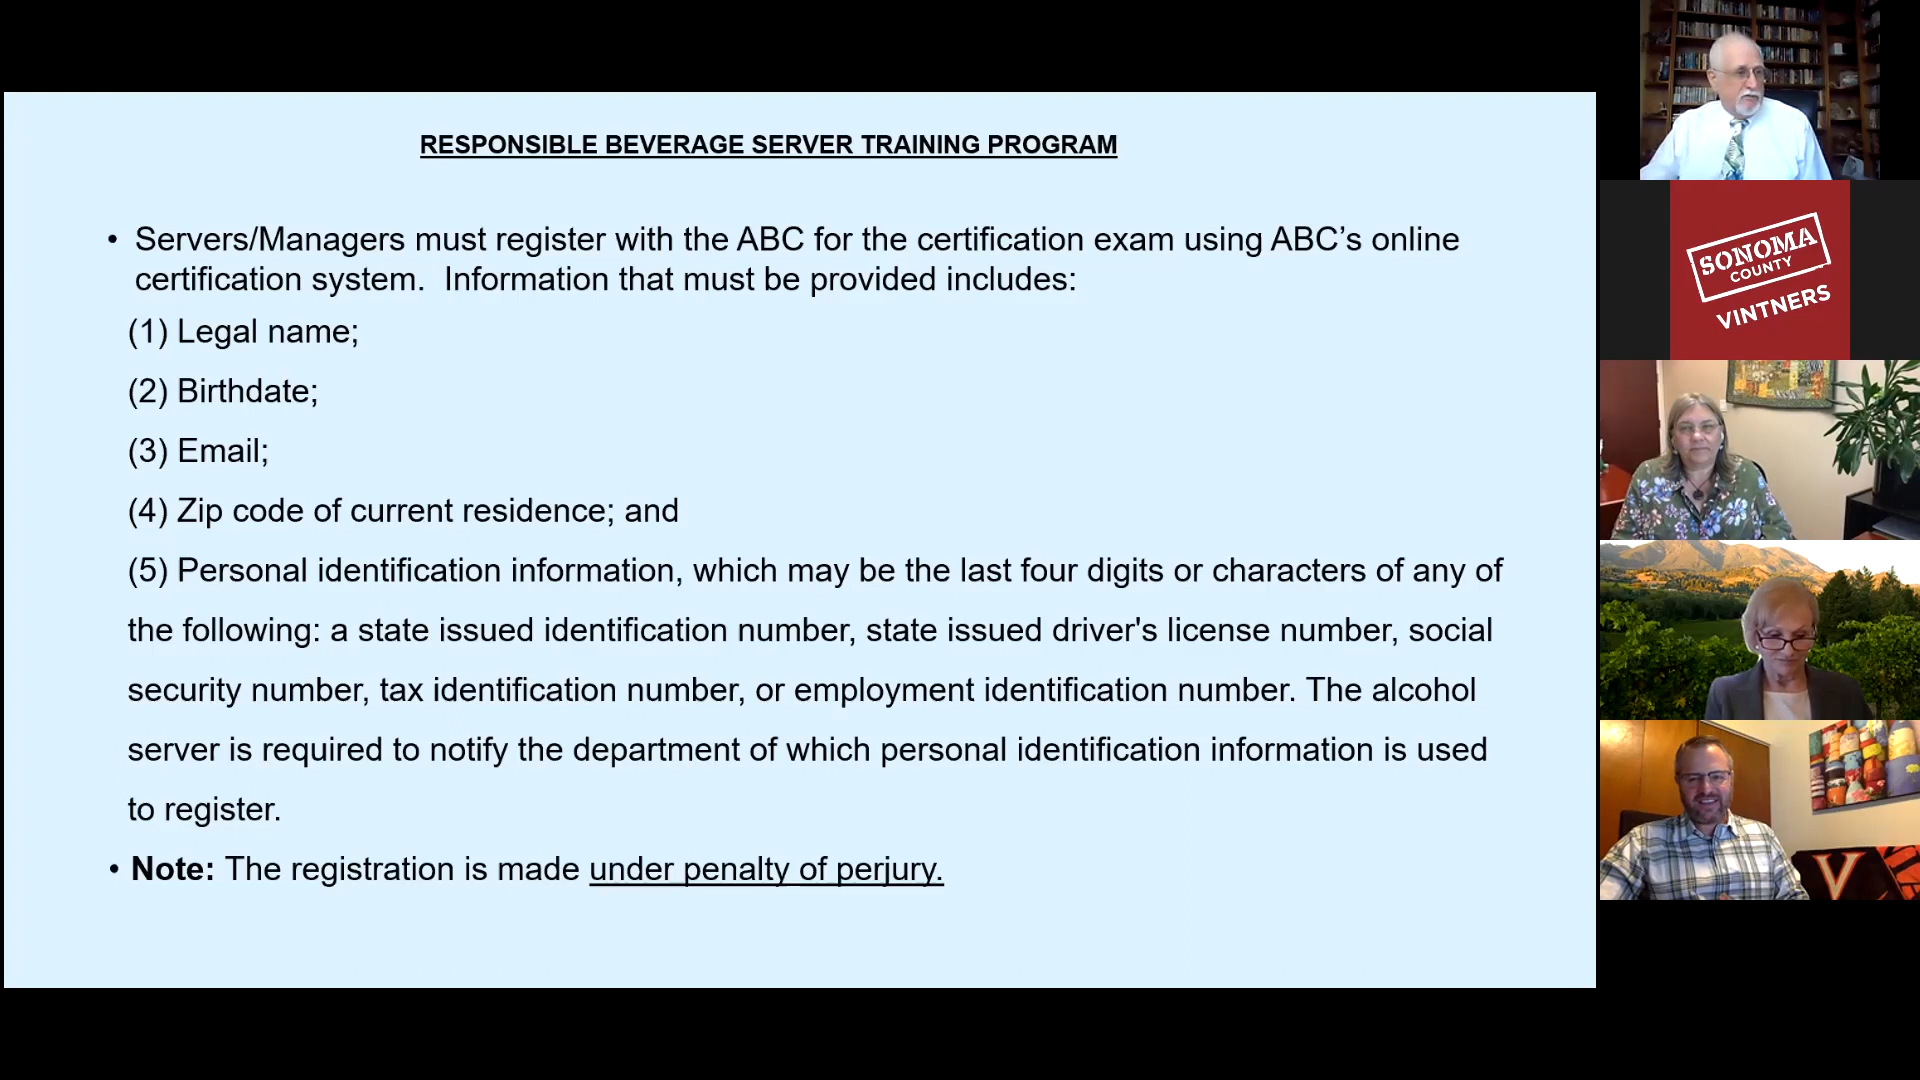 RESPONSIBLE BEVERAGE SERVER TRAINING PROGRAM
• Servers/Managers must register with the ABC for the certification exam using ABC’s online
certification system.  Information that must be provided includes:
(1) Legal name;
(2) Birthdate;
(3) Email;
(4) Zip code of current residence; and
(5) Personal identification information, which may be the last four digits or characters of any of
the following: a state issued identification number, state issued driver's license number, social
security number, tax identification number, or employment identification number. The alcohol
server is required to notify the department of which personal identification information is used
to register.
• Note: The registration is made under penalty of perjury.
SONOMA
COUNTY
VINTNERS
V